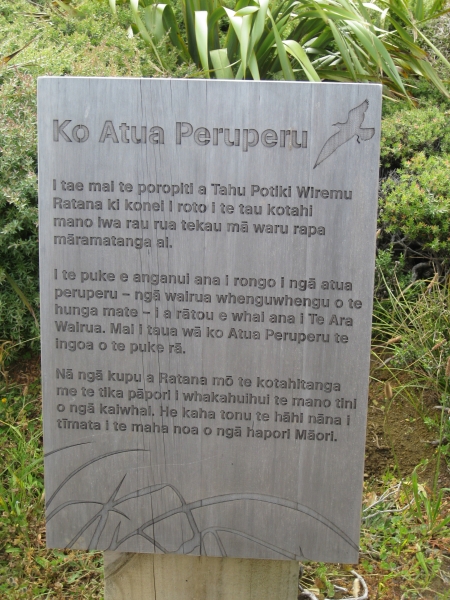 Ko Atua Peruperu
I tae mai te poropiti a Tahu Potiki Wiremu
Ratana ki konei i roto i te tau kotahi
mano iwa rau rua tekau mā waru rapa
māramatanga ai.
I te puke e anganui ana i rongo i ngā atua
peruperu – ngā wairua whenguwhengu o te
hunga mate – i a rātou e whai ana i Te Ara
Wairua. Mai i taua wā ko Atua Peruperu te
ingoa o te puke rā.
Nā ngā kupu a Ratana mō te kotahitanga
me te tika pāpori i whakahuihui te mano tini
o ngā kaiwhai. He kaha tonu te hāhi nāna i
tīmata i te maha noa o ngā hapori Māori.